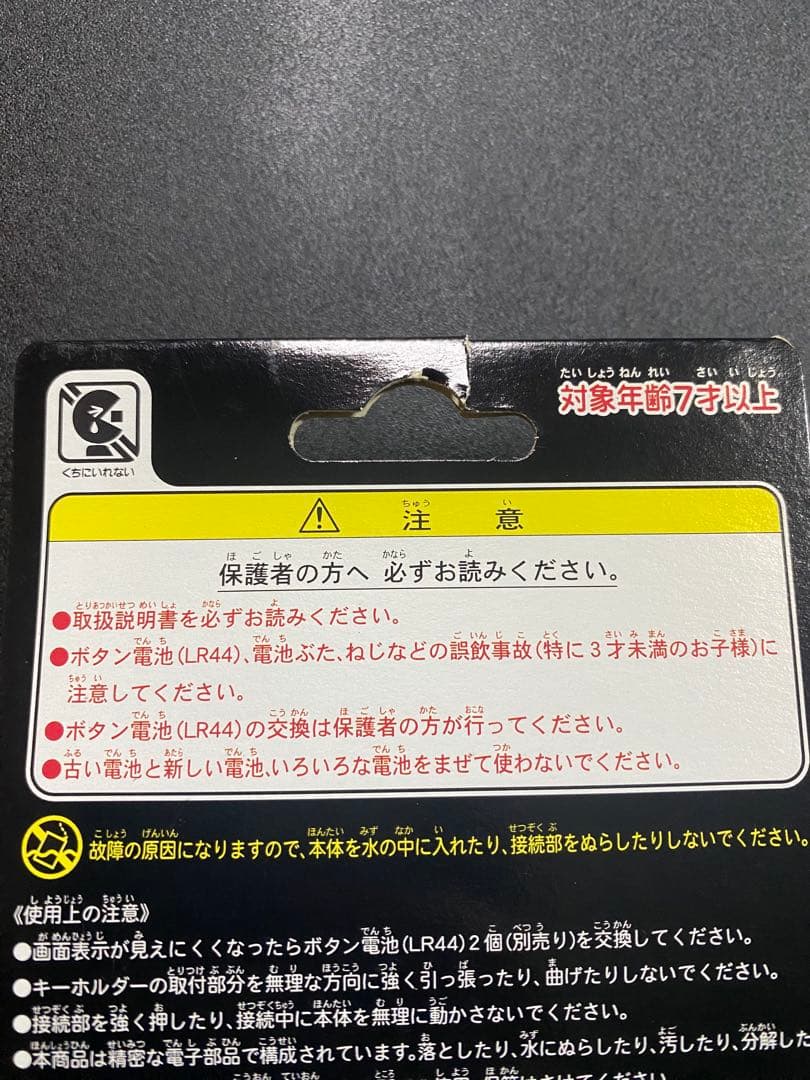 対象年齢7才以上
くちにいれない
注意
保護者の方へ 必ずお読みください。
●取扱説明書を必ずお読みください。
●ボタン電池(LR44)、電池ぶた、ねじなどの誤飲事故(特に3才未満のお子様)に
注意してください。
●ボタン電池(LR44)の交換は保護者の方が行ってください。
●古い電池と新しい電池、いろいろな電池をまぜて使わないでください。
故障の原因になりますので、本体を水の中に入れたり、接続部をぬらしたりしないでください。
《使用上の注意》
●画面表示が見えにくくなったらボタン電池(LR44)2個(別売り)を交換してください。
●キーホルダーの取付部分を無理な方向に強く引っ張ったり、曲げたりしないでください。
●接続部を強く押したり、接続中に本体を無理に動かさないでください。
●本商品は精密な電子部品で構成されています。落としたり、水にぬらしたり、汚したり、分解した